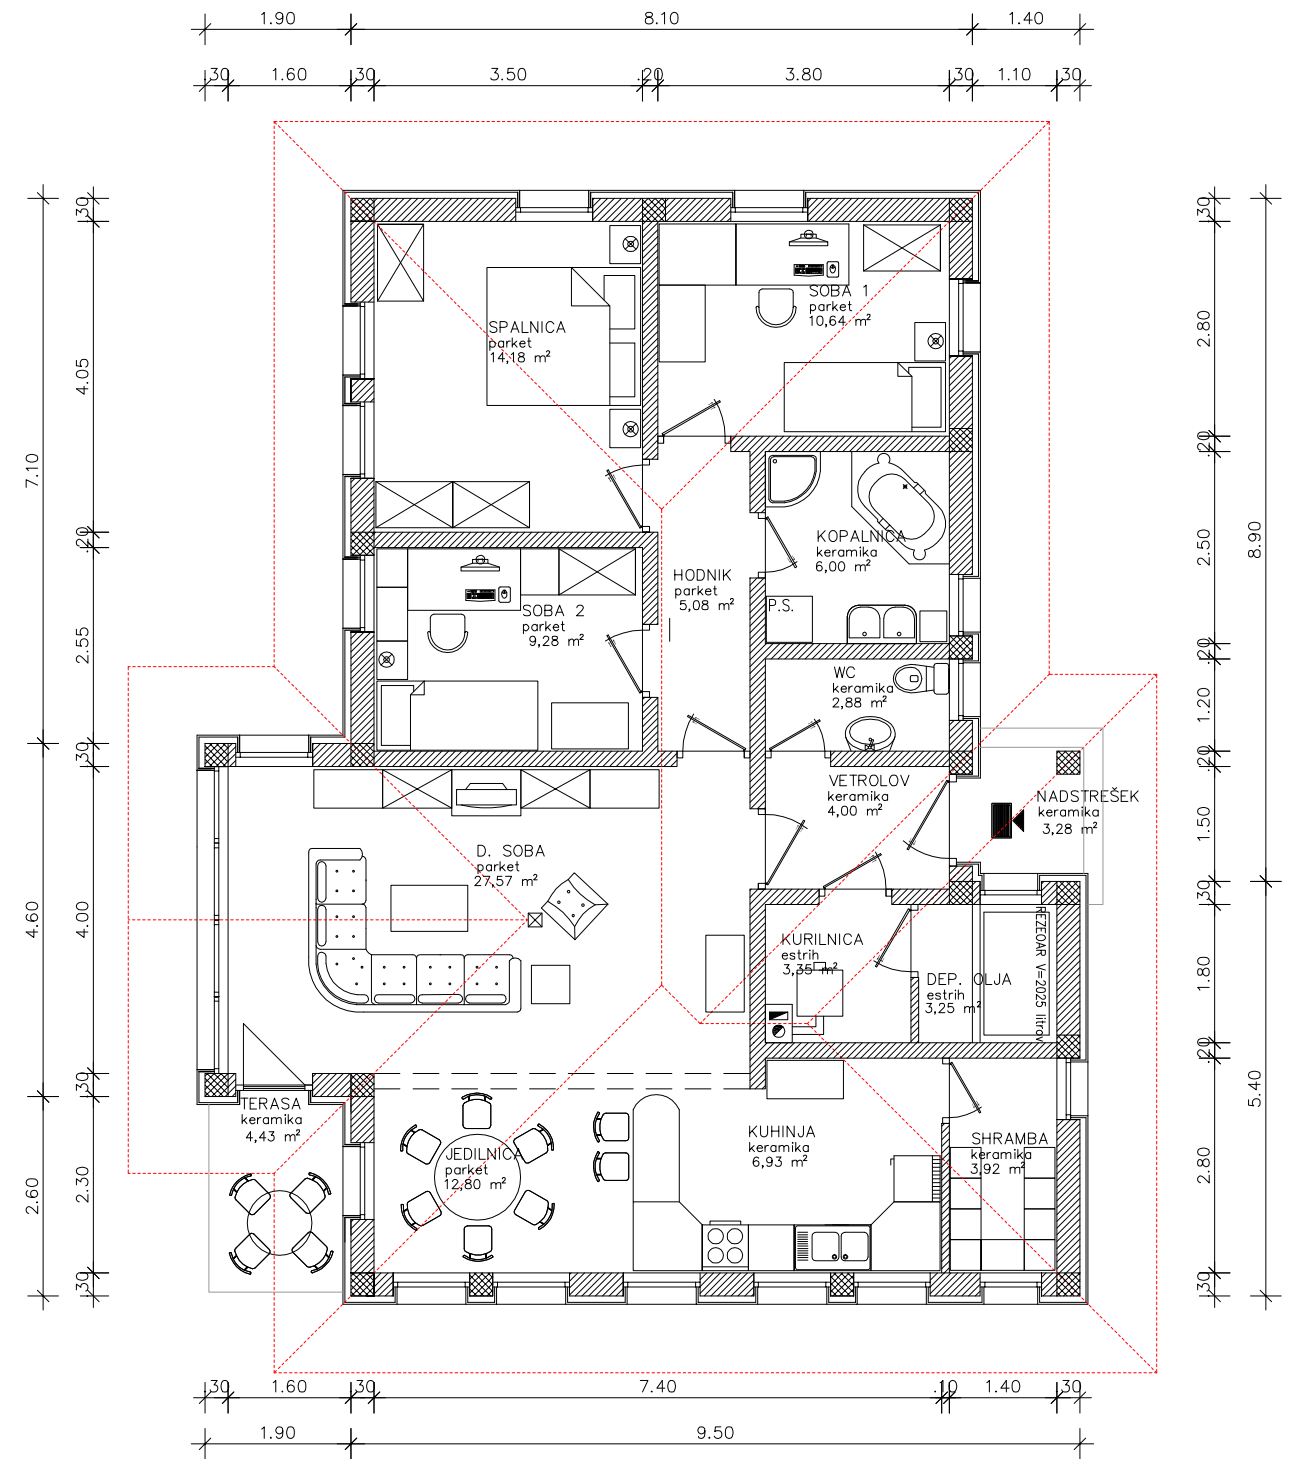 1.90
8.10
1.40
.30
1.60
.30
3.50
.20
3.80
.30
1.10
.30
.30
4.05
.20
2.55
.30
4.00
.30
2.30
.30
7.10
4.60
2.60
.30
2.80
.20
2.50
.20
1.20
.20
1.50
.30
1.80
.20
2.80
.30
8.90
5.40
SPALNICA
parket
14,18 m²
SOBA 1
parket
10,64 m²
KOPALNICA
keramika
6,00 m²
P.S.
HODNIK
parket
5,08 m²
SOBA 2
parket
9,28 m²
WC
keramika
2,88 m²
VETROLOV
keramika
4,00 m²
NADSTREŠEK
keramika
3,28 m²
D. SOBA
parket
27,57 m²
KURILNICA
estrih
3,35 m²
DEP. OLJA
estrih
3,25 m²
REZEOAR V=2025 litrov
TERASA
keramika
4,43 m²
JEDILNICA
parket
12,80 m²
KUHINJA
keramika
6,93 m²
SHRAMBA
keramika
3,92 m²
.30
1.60
.30
7.40
.10
1.40
.30
1.90
9.50